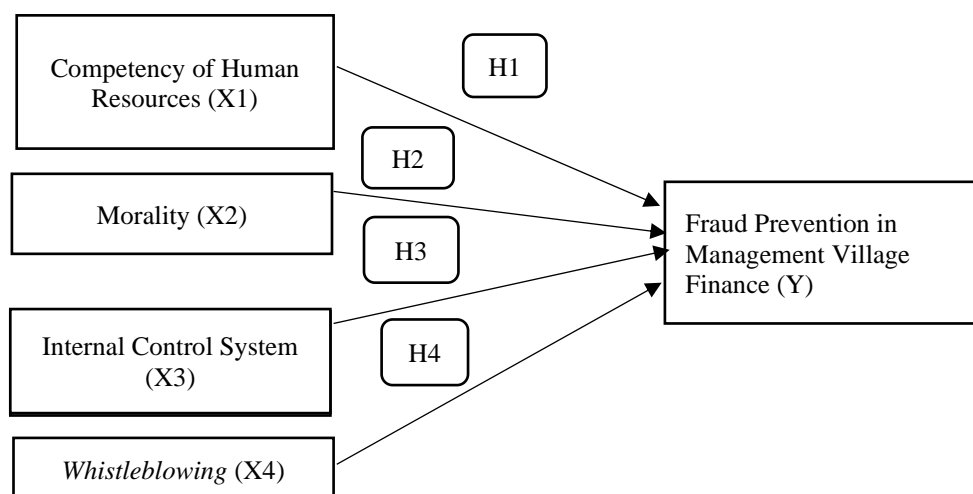 Competency of Human
Resources (X1)
H1
H2
Morality (X2)
H3
Fraud Prevention in
Management Village
Finance (Y)
Internal Control System
(X3)
H4
Whistleblowing (X4)